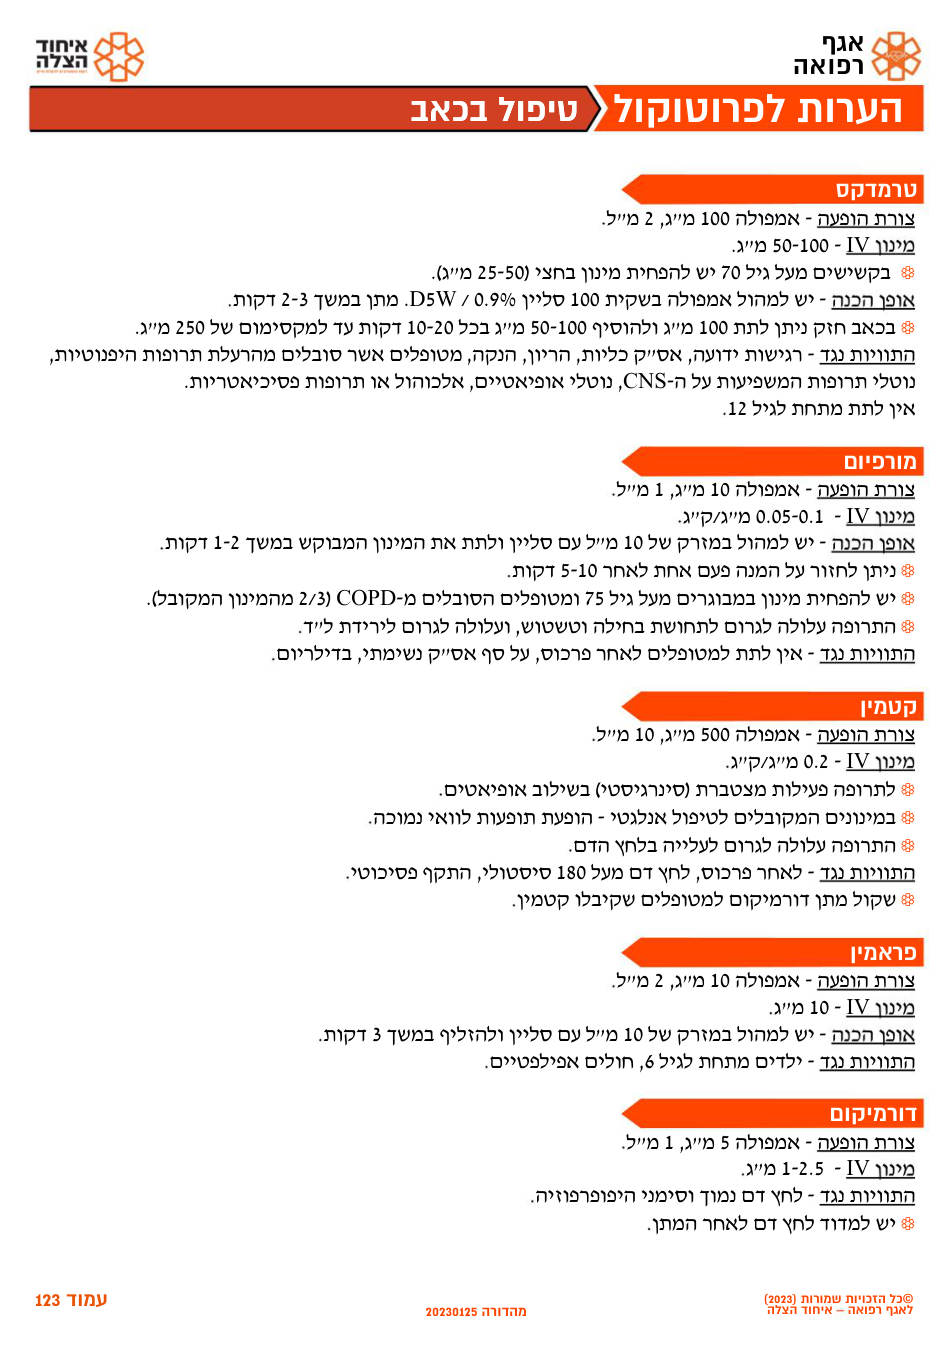 אגף
רפואה
איחוד
הצלה
הערות לפרוטוקול
טיפול בכאב
טרמדקס
צורת הופעה - אמפולה 100 מ״ג, 2 מ״ל.
מינון IV - 50-100 מ״ג.
בקשישים מעל גיל 70 יש להפחית מינון בחצי (25-50 מ״ג).
אופן הכנה - יש למהול אמפולה בשקית 100 סליין 0.9% / D5W. מתן במשך 2-3 דקות.
בכאב חזק ניתן לתת 100 מ״ג ולהוסיף 50-100 מ״ג בכל 10-20 דקות עד למקסימום של 250 מ״ג.
התוויות נגד - רגישות ידועה, אס״ק כליות, הריון, הנקה, מטופלים אשר סובלים מהרעלת תרופות היפנוטיות,
נוטלי תרופות המשפיעות על ה-CNS, נוטלי אופיאטיים, אלכוהול או תרופות פסיכיאטריות.
אין לתת מתחת לגיל 12.
מורפיום
צורת הופעה - אמפולה 10 מ״ג, 1 מ״ל.
מינון IV - 0.05-0.1 מ״ג/ק״ג.
אופן הכנה - יש למהול במזרק של 10 מ״ל עם סליין ולתת את המינון המבוקש במשך 1-2 דקות.
ניתן לחזור על המנה פעם אחת לאחר 5-10 דקות.
יש להפחית מינון במבוגרים מעל גיל 75 ומטופלים הסובלים מ-COPD (2/3 מהמינון המקובל).
התרופה עלולה לגרום לתחושת בחילה וטשטוש, ועלולה לגרום לירידת ל״ד.
התוויות נגד - אין לתת למטופלים לאחר פרכוס, על סף אס״ק נשימתי, בדילריום.
קטמין
צורת הופעה - אמפולה 500 מ״ג, 10 מ״ל.
מינון IV - 0.2 מ״ג/ק״ג.
לתרופה פעילות מצטברת (סינרגיסטי) בשילוב אופיאטים.
במינונים המקובלים לטיפול אנלגטי - הופעת תופעות לוואי נמוכה.
התרופה עלולה לגרום לעלייה בלחץ הדם.
התוויות נגד - לאחר פרכוס, לחץ דם מעל 180 סיסטולי, התקף פסיכוטי.
שקול מתן דורמיקום למטופלים שקיבלו קטמין.
פראמין
צורת הופעה - אמפולה 10 מ״ג, 2 מ״ל.
מינון IV - 10 מ״ג.
אופן הכנה - יש למהול במזרק של 10 מ״ל עם סליין ולהזליף במשך 3 דקות.
התוויות נגד - ילדים מתחת לגיל 6, חולים אפילפטיים.
דורמיקום
צורת הופעה - אמפולה 5 מ״ג, 1 מ״ל.
מינון IV - 1-2.5 מ״ג.
התוויות נגד - לחץ דם נמוך וסימני היפופרפוזיה.
יש למדוד לחץ דם לאחר המתן.
©כל הזכויות שמורות (2023)
לאגף רפואה – איחוד הצלה
מהדורה 20230125
עמוד 123